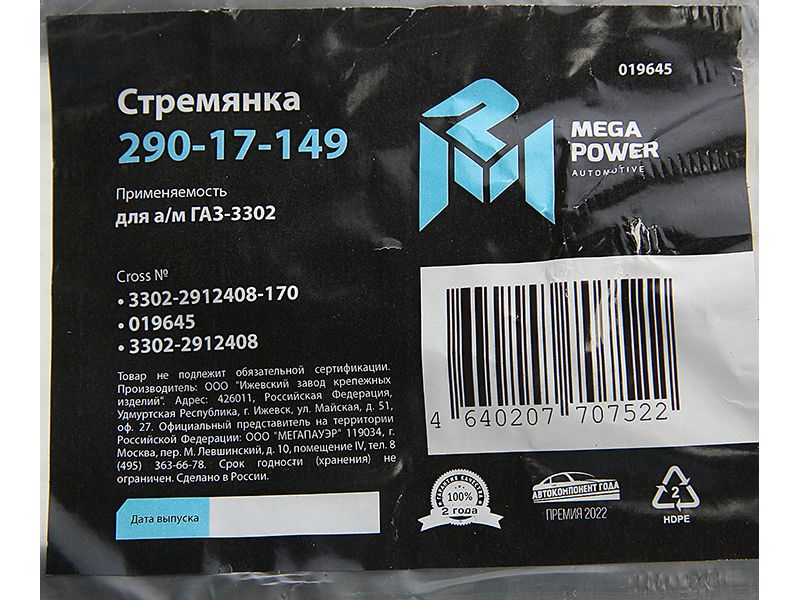 019645
Стремянка
290-17-149
MEGA
POWER
AUTOMOTIVE
Применяемость
для а/м ГАЗ-3302
Cross №
• 3302-2912408-170
• 019645
• 3302-2912408
Товар не подлежит обязательной сертификации.
Производитель: ООО "Ижевский завод крепежных
изделий". Адрес: 426011, Российская Федерация,
Удмуртская Республика, г. Ижевск, ул. Майская, д. 51,
оф. 27. Официальный представитель на территории
Российской Федерации: ООО "МЕГАПАУЭР" 119034, г.
Москва, пер. М. Левшинский, д. 10, помещение IV, тел. 8
(495) 363-66-78. Срок годности (хранения) не
ограничен. Сделано в России.
4 640207 707522
Дата выпуска
ГАРАНТИЯ КАЧЕСТВА
100%
2 года
АВТОКОМПОНЕНТ ГОДА
ПРЕМИЯ 2022
2
HDPE